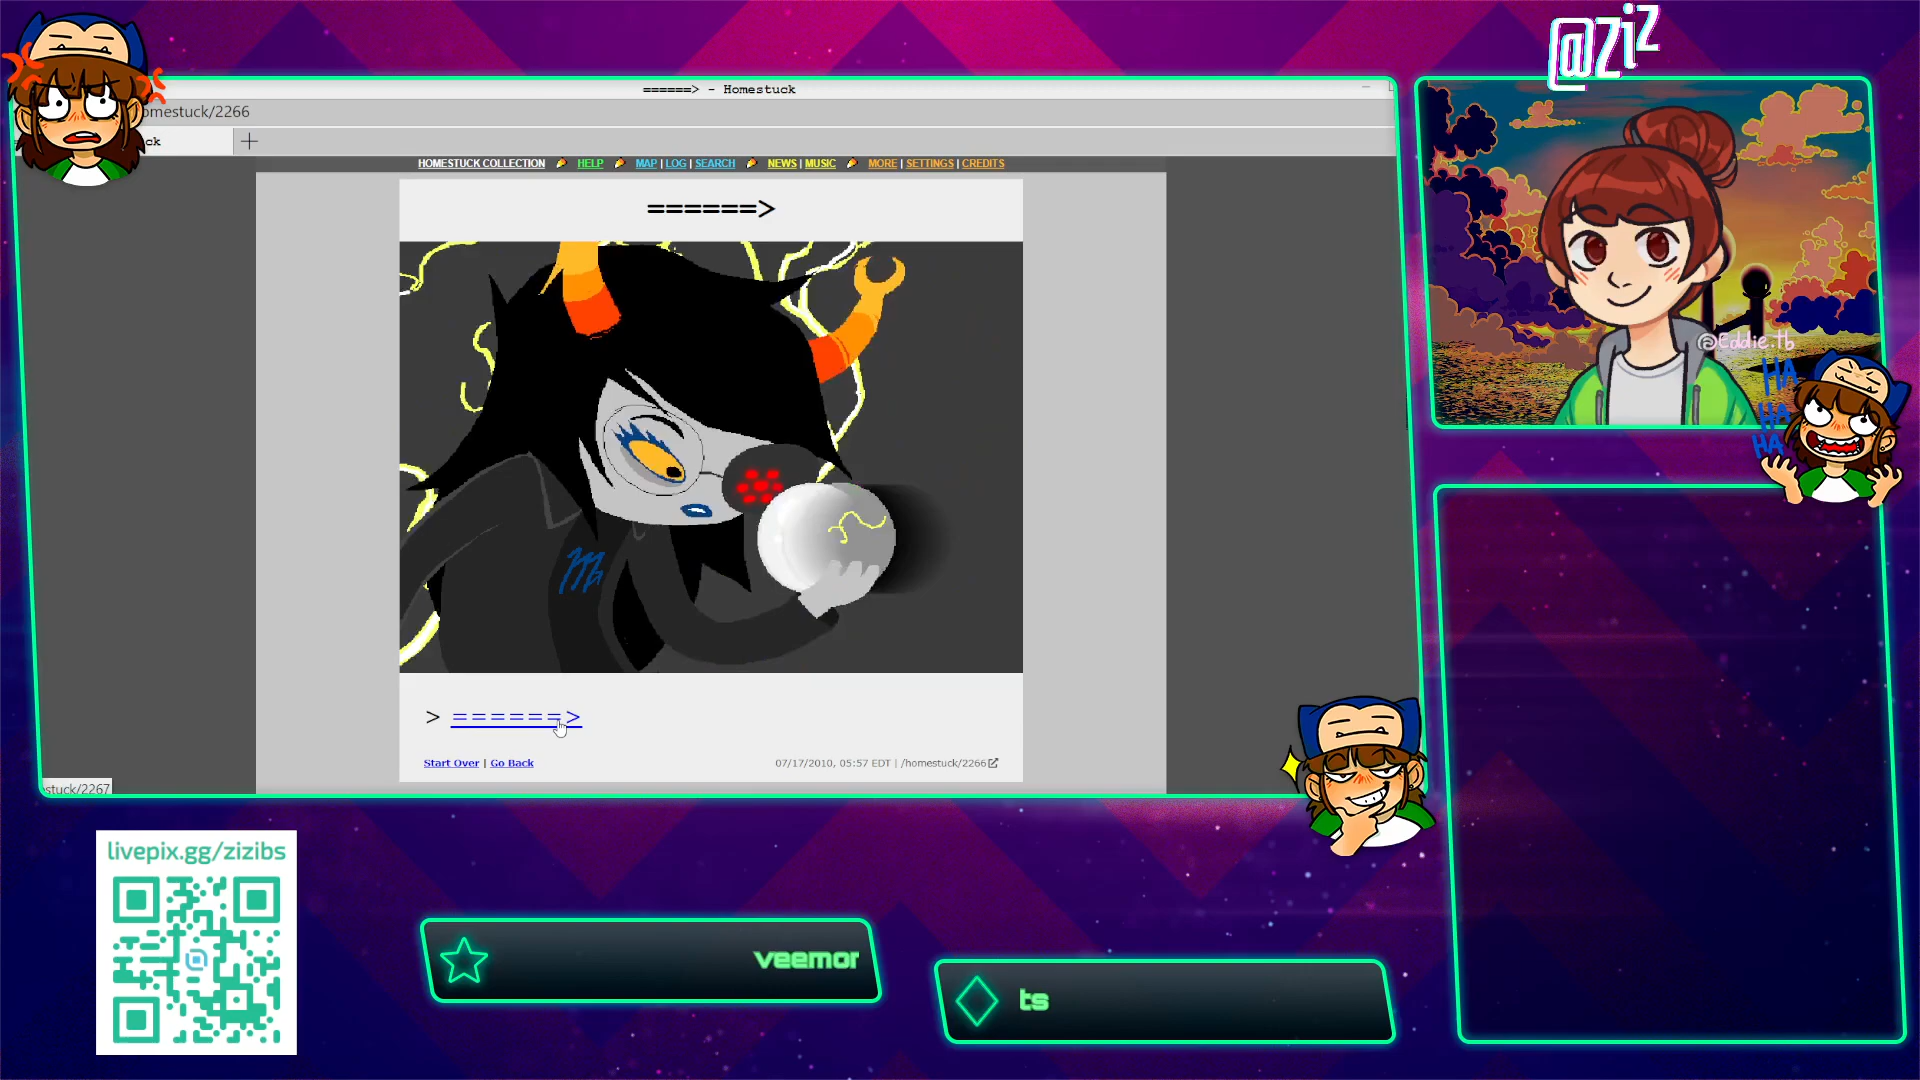 @ZiZ
======> - Homestuck
omestuck/2266
ck
HOMESTUCK COLLECTION HELP MAP | LOG | SEARCH NEWS | MUSIC MORE | SETTINGS | CREDITS
======>
@Eddie.tb
HA
HA
HA
> ======>
Start Over | Go Back
07/17/2010, 05:57 EDT | /homestuck/2266
stuck/2267
livepix.gg/zizibs
veemor
ts